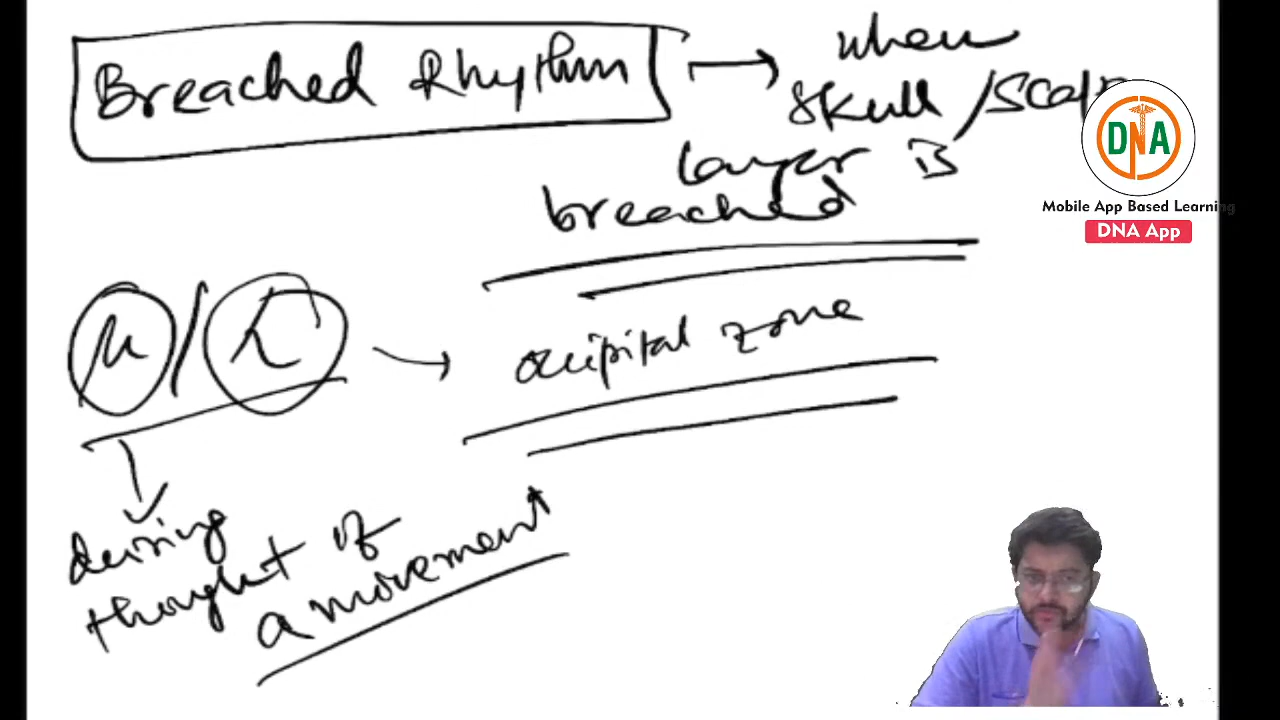 Breached Rhythm → when
skull / scalp
layer is
breached
μ / λ → occipital zone
during
thought of
a movement
DNA
Mobile App Based Learning
DNA App